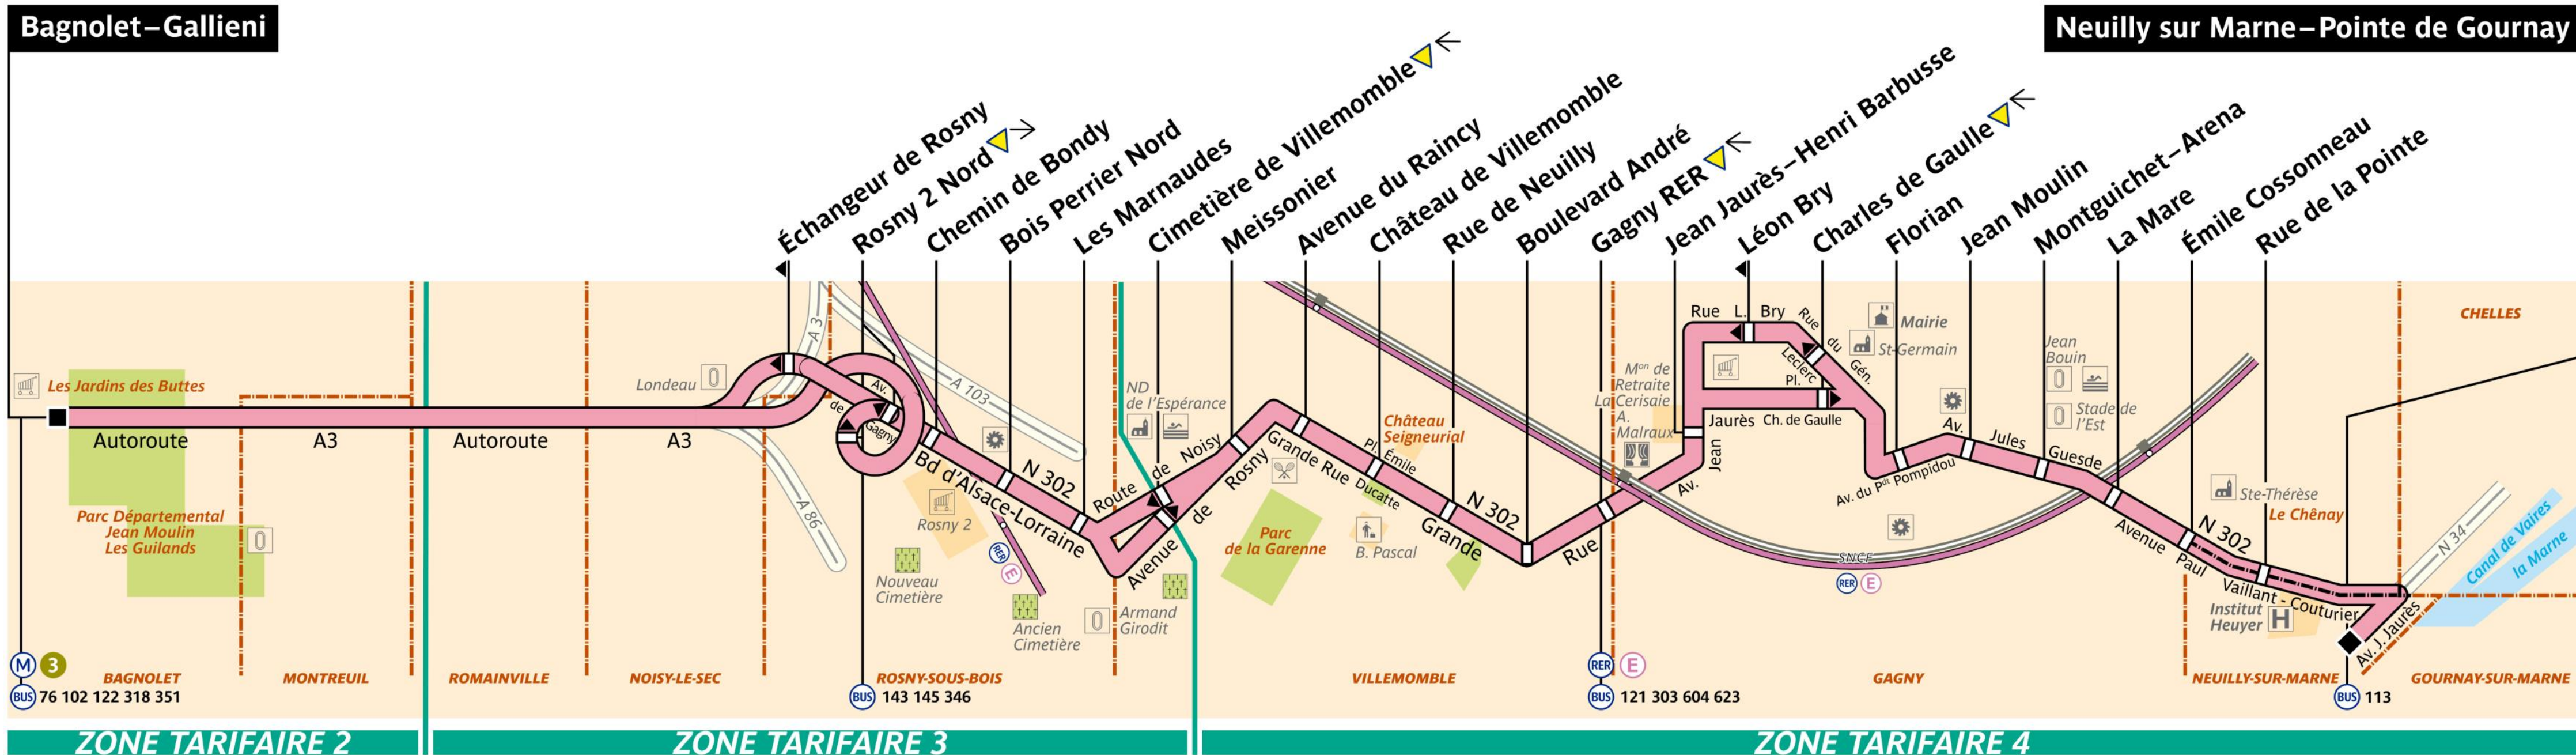 Bagnolet–Gallieni
Neuilly sur Marne–Pointe de Gournay
Échangeur de Rosny
Rosny 2 Nord
Chemin de Bondy
Bois Perrier Nord
Les Marnaudes
Cimetière de Villemomble
Meissonier
Avenue du Raincy
Château de Villemomble
Rue de Neuilly
Boulevard André
Gagny RER
Jean Jaurès–Henri Barbusse
Léon Bry
Charles de Gaulle
Florian
Jean Moulin
Montguichet–Arena
La Mare
Émile Cossonneau
Rue de la Pointe
Les Jardins des Buttes
Autoroute
A3
Autoroute
A3
Parc Départemental
Jean Moulin
Les Guilands
Londeau
A 3
A 103
A 86
Av.
de
Gagny
Bd d'Alsace-Lorraine
N 302
Rosny 2
Nouveau
Cimetière
RER
E
Ancien
Cimetière
Armand
Girodit
ND
de l'Espérance
Route de Noisy
Avenue de Rosny
Parc
de la Garenne
Grande Rue
Pl. Émile
Ducatte
Château
Seigneurial
B. Pascal
N 302
Grande
Rue
Mon de
Retraite
La Cerisaie
A.
Malraux
Av. Jean
Jaurès
Rue L. Bry
Rue du Gén.
Leclerc
Pl.
Ch. de Gaulle
Mairie
St-Germain
Av. du Pdt Pompidou
Av. Jules Guesde
Jean
Bouin
Stade de
l'Est
SNCF
RER
E
Avenue Paul Vaillant - Couturier
N 302
Ste-Thérèse
Le Chênay
Institut
Heuyer
H
Av. J. Jaurès
N 34
Canal de Vaires
la Marne
CHELLES
M 3
BUS 76 102 122 318 351
BAGNOLET
MONTREUIL
ROMAINVILLE
NOISY-LE-SEC
ROSNY-SOUS-BOIS
BUS 143 145 346
VILLEMOMBLE
RER E
BUS 121 303 604 623
GAGNY
NEUILLY-SUR-MARNE
BUS 113
GOURNAY-SUR-MARNE
ZONE TARIFAIRE 2
ZONE TARIFAIRE 3
ZONE TARIFAIRE 4